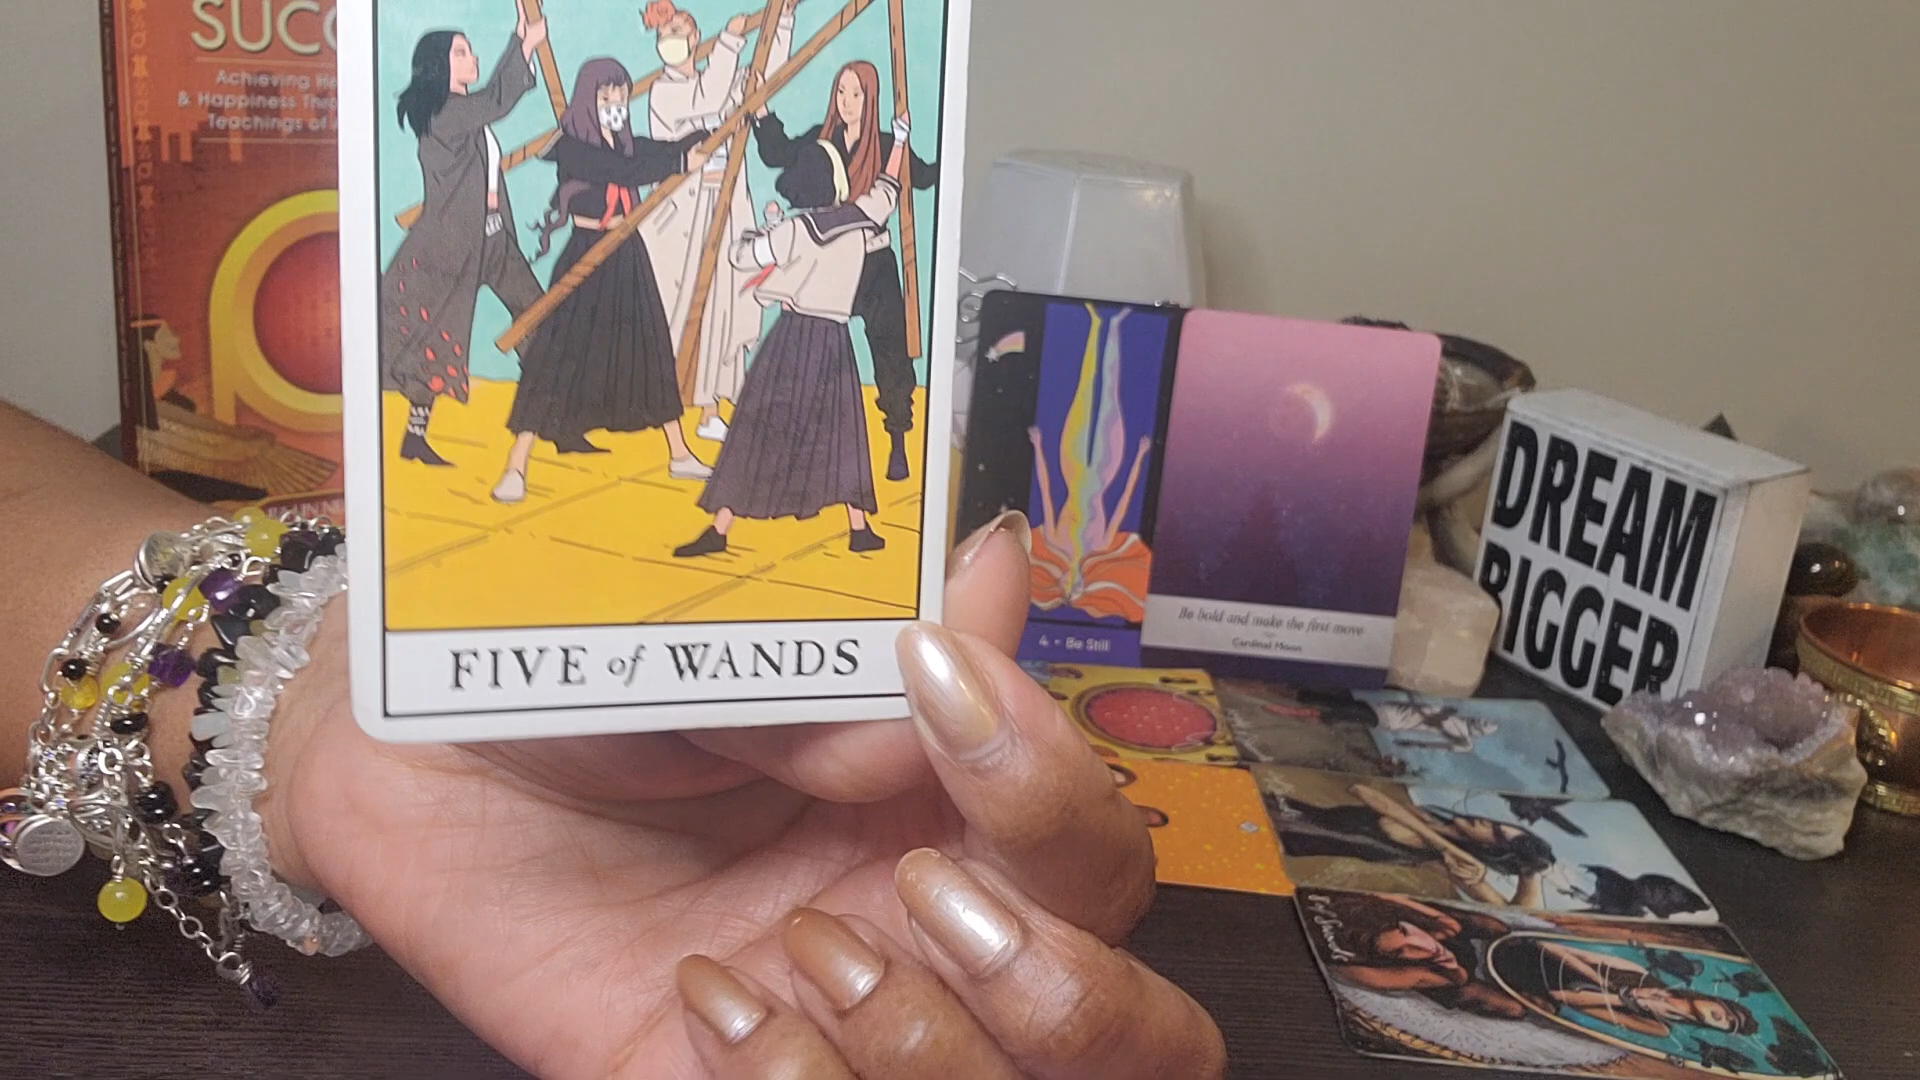 SUCC
Achieving He
& Happiness Thro
Teachings of A
FIVE of WANDS
4 - Be Still
Be bold and make the first move
Cardinal Moon
DREAM
BIGGER